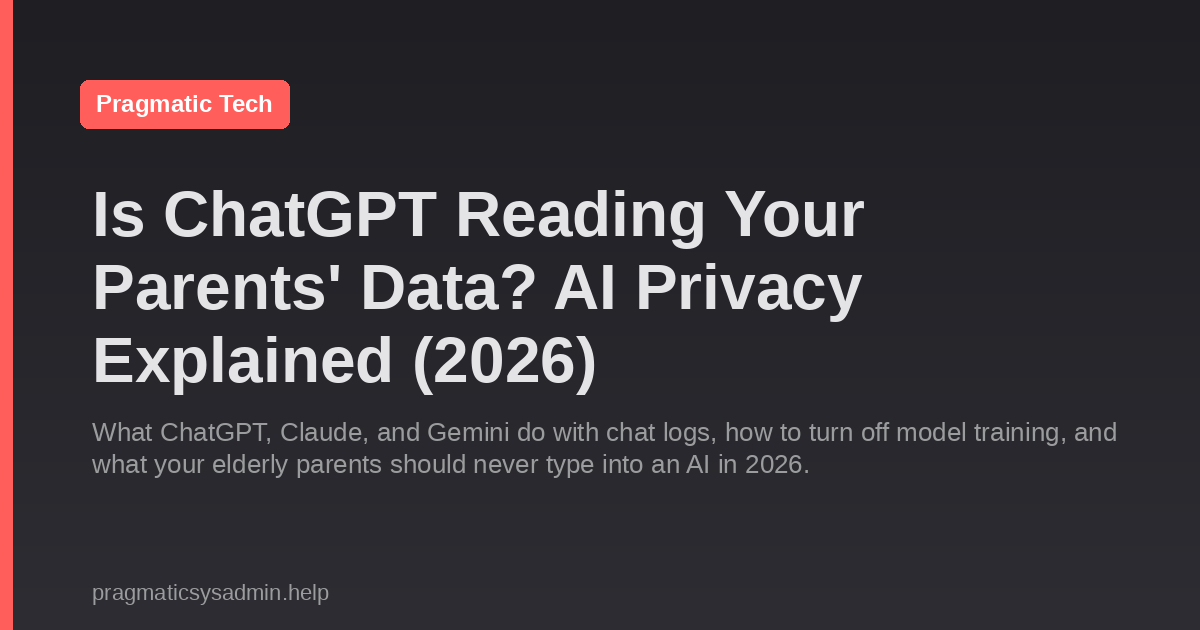 Pragmatic Tech
Is ChatGPT Reading Your
Parents' Data? AI Privacy
Explained (2026)
What ChatGPT, Claude, and Gemini do with chat logs, how to turn off model training, and
what your elderly parents should never type into an AI in 2026.
pragmaticsysadmin.help